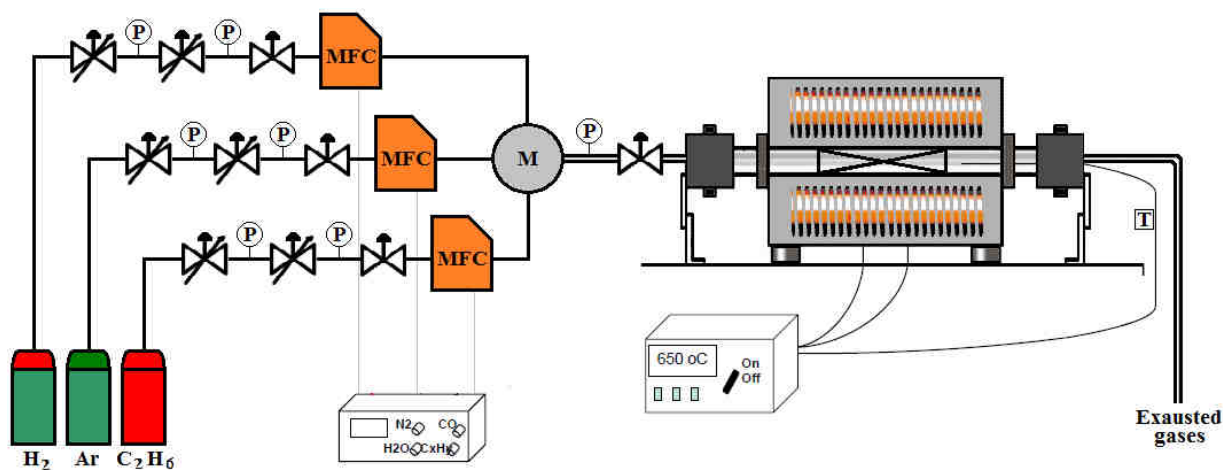 P
P
MFC
P
P
MFC
M
P
P
P
MFC
T
650 oC
On
Off
N2
CO
H2O
CxHy
H2
Ar
C2H6
Exausted
gases